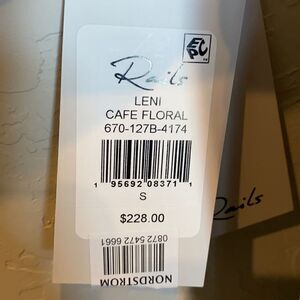 Rails
LENI
CAFE FLORAL
670-127B-4174
1 95692 08371 1
S
$228.00
0872 5472 6661
NORDSTROM
Rails